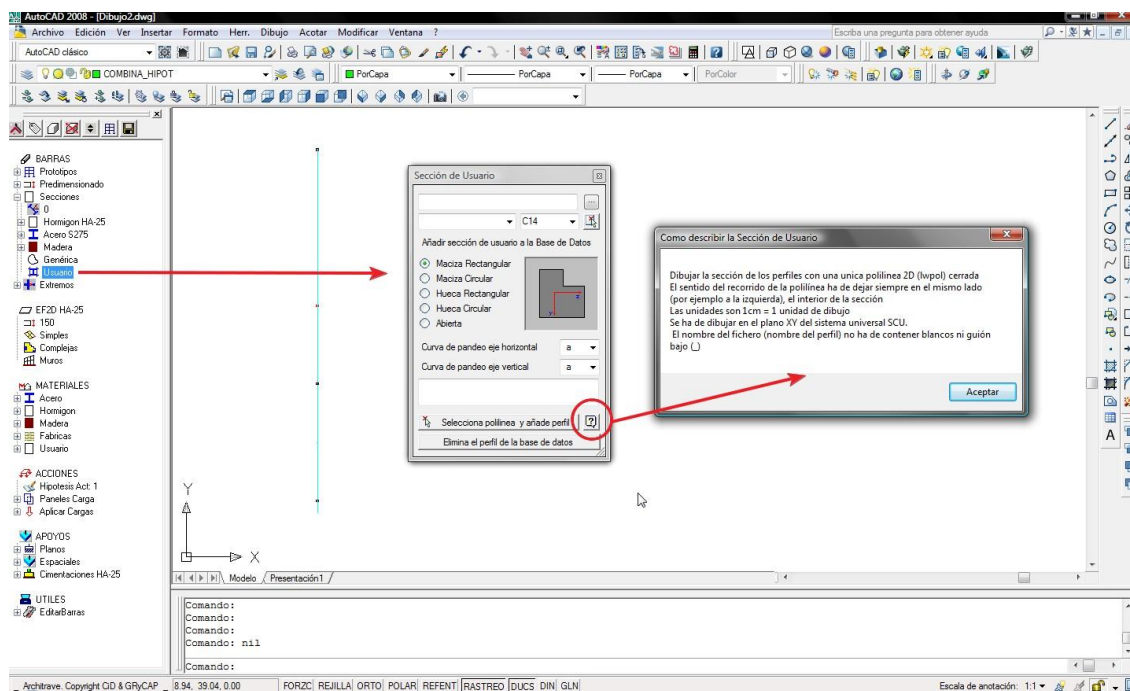 AutoCAD 2008 - [Dibujo2.dwg]
Archivo Edición Ver Insertar Formato Herr. Dibujo Acotar Modificar Ventana ?
Escriba una pregunta para obtener ayuda
AutoCAD clásico
COMBINA_HIPOT
PorCapa
PorCapa
PorCapa
PorColor
BARRAS
Prototipos
Predimensionado
Secciones
0
Hormigon HA-25
Acero S275
Madera
Genérica
Usuario
Extremos
EF2D HA-25
150
Simples
Complejas
Muros
MATERIALES
Acero
Hormigon
Madera
Fabricas
Usuario
ACCIONES
Hipotesis Act: 1
Paneles Carga
Aplicar Cargas
APOYOS
Planos
Espaciales
Cimentaciones HA-25
UTILES
EditarBarras
Sección de Usuario
...
C14
Añadir sección de usuario a la Base de Datos
Maciza Rectangular
Maciza Circular
Hueca Rectangular
Hueca Circular
Abierta
z
y
Curva de pandeo eje horizontal a
Curva de pandeo eje vertical a
Selecciona polilinea y añade perfil
?
Elimina el perfil de la base de datos
Como describir la Sección de Usuario
Dibujar la sección de los perfiles con una unica polilinea 2D (lwpol) cerrada
El sentido del recorrido de la polilínea ha de dejar siempre en el mismo lado
(por ejemplo a la izquierda), el interior de la sección
Las unidades son 1cm = 1 unidad de dibujo
Se ha de dibujar en el plano XY del sistema universal SCU.
El nombre del fichero (nombre del perfil) no ha de contener blancos ni guión
bajo (_)
Aceptar
Y
X
A
Modelo Presentación1
Comando:
Comando:
Comando:
Comando: nil
Comando:
Architrave. Copyright CiD & GRyCAP
8.94, 39.04, 0.00
FORZC REJILLA ORTO POLAR REFENT RASTREO DUCS DIN GLN
Escala de anotación: 1:1